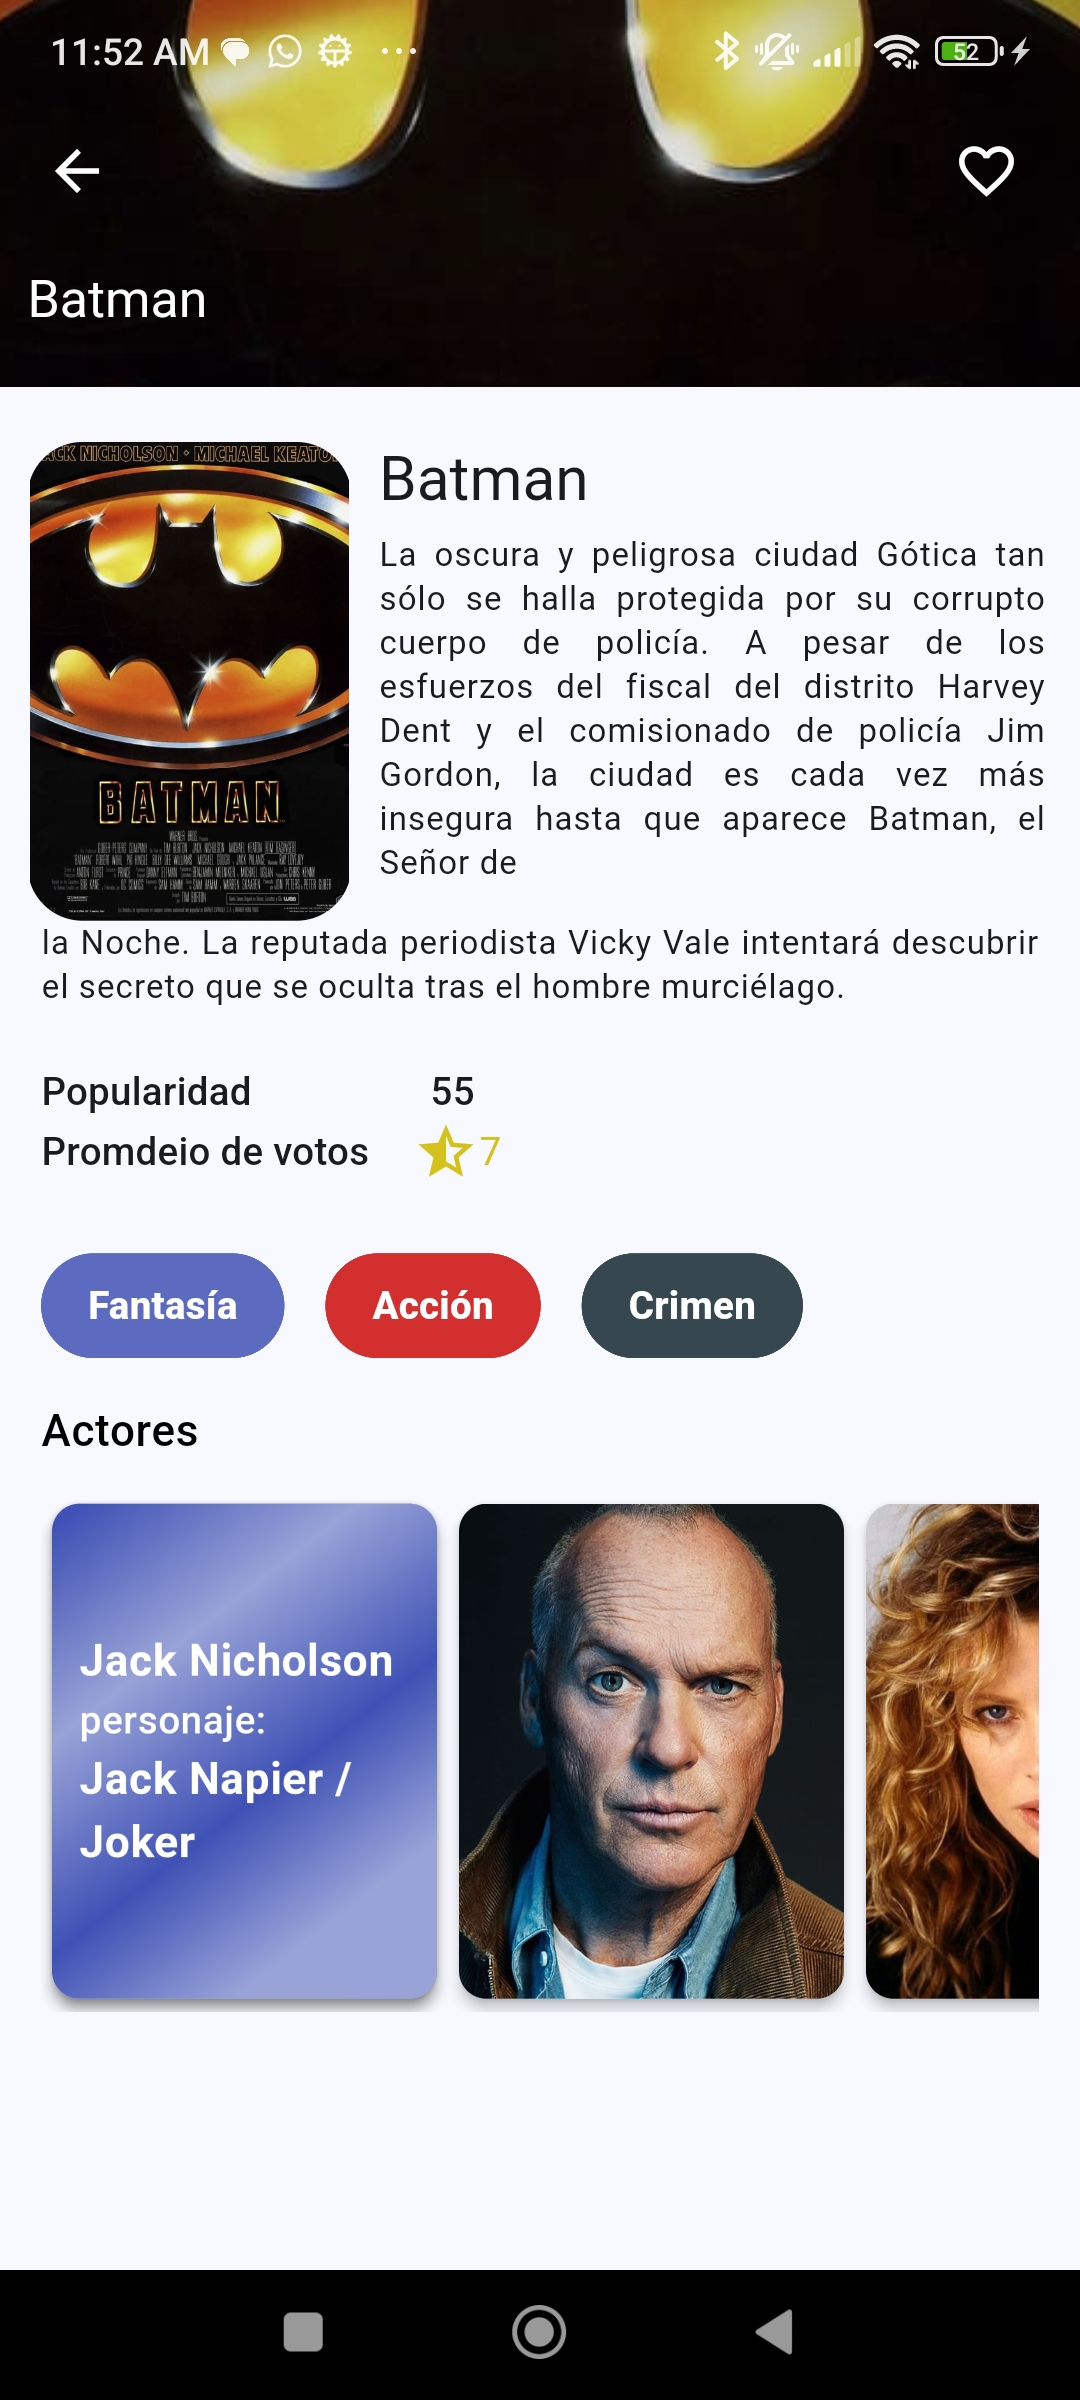 11:52 AM
52
Batman
ACK NICHOLSON • MICHAEL KEATO
BATMAN
Batman
La oscura y peligrosa ciudad Gótica tan
sólo se halla protegida por su corrupto
cuerpo de policía. A pesar de los
esfuerzos del fiscal del distrito Harvey
Dent y el comisionado de policía Jim
Gordon, la ciudad es cada vez más
insegura hasta que aparece Batman, el
Señor de
la Noche. La reputada periodista Vicky Vale intentará descubrir
el secreto que se oculta tras el hombre murciélago.
Popularidad 55
Promdeio de votos 7
Fantasía Acción Crimen
Actores
Jack Nicholson
personaje:
Jack Napier /
Joker